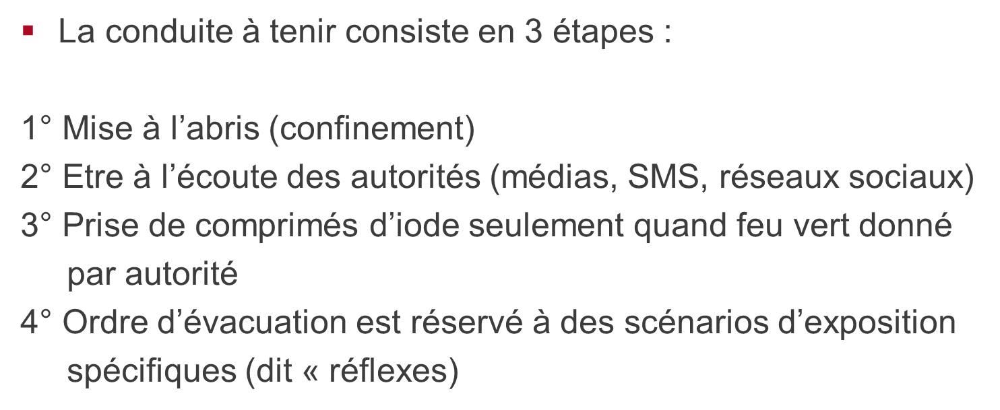 ▪ La conduite à tenir consiste en 3 étapes :
1° Mise à l’abris (confinement)
2° Etre à l’écoute des autorités (médias, SMS, réseaux sociaux)
3° Prise de comprimés d’iode seulement quand feu vert donné
par autorité
4° Ordre d’évacuation est réservé à des scénarios d’exposition
spécifiques (dit « réflexes)